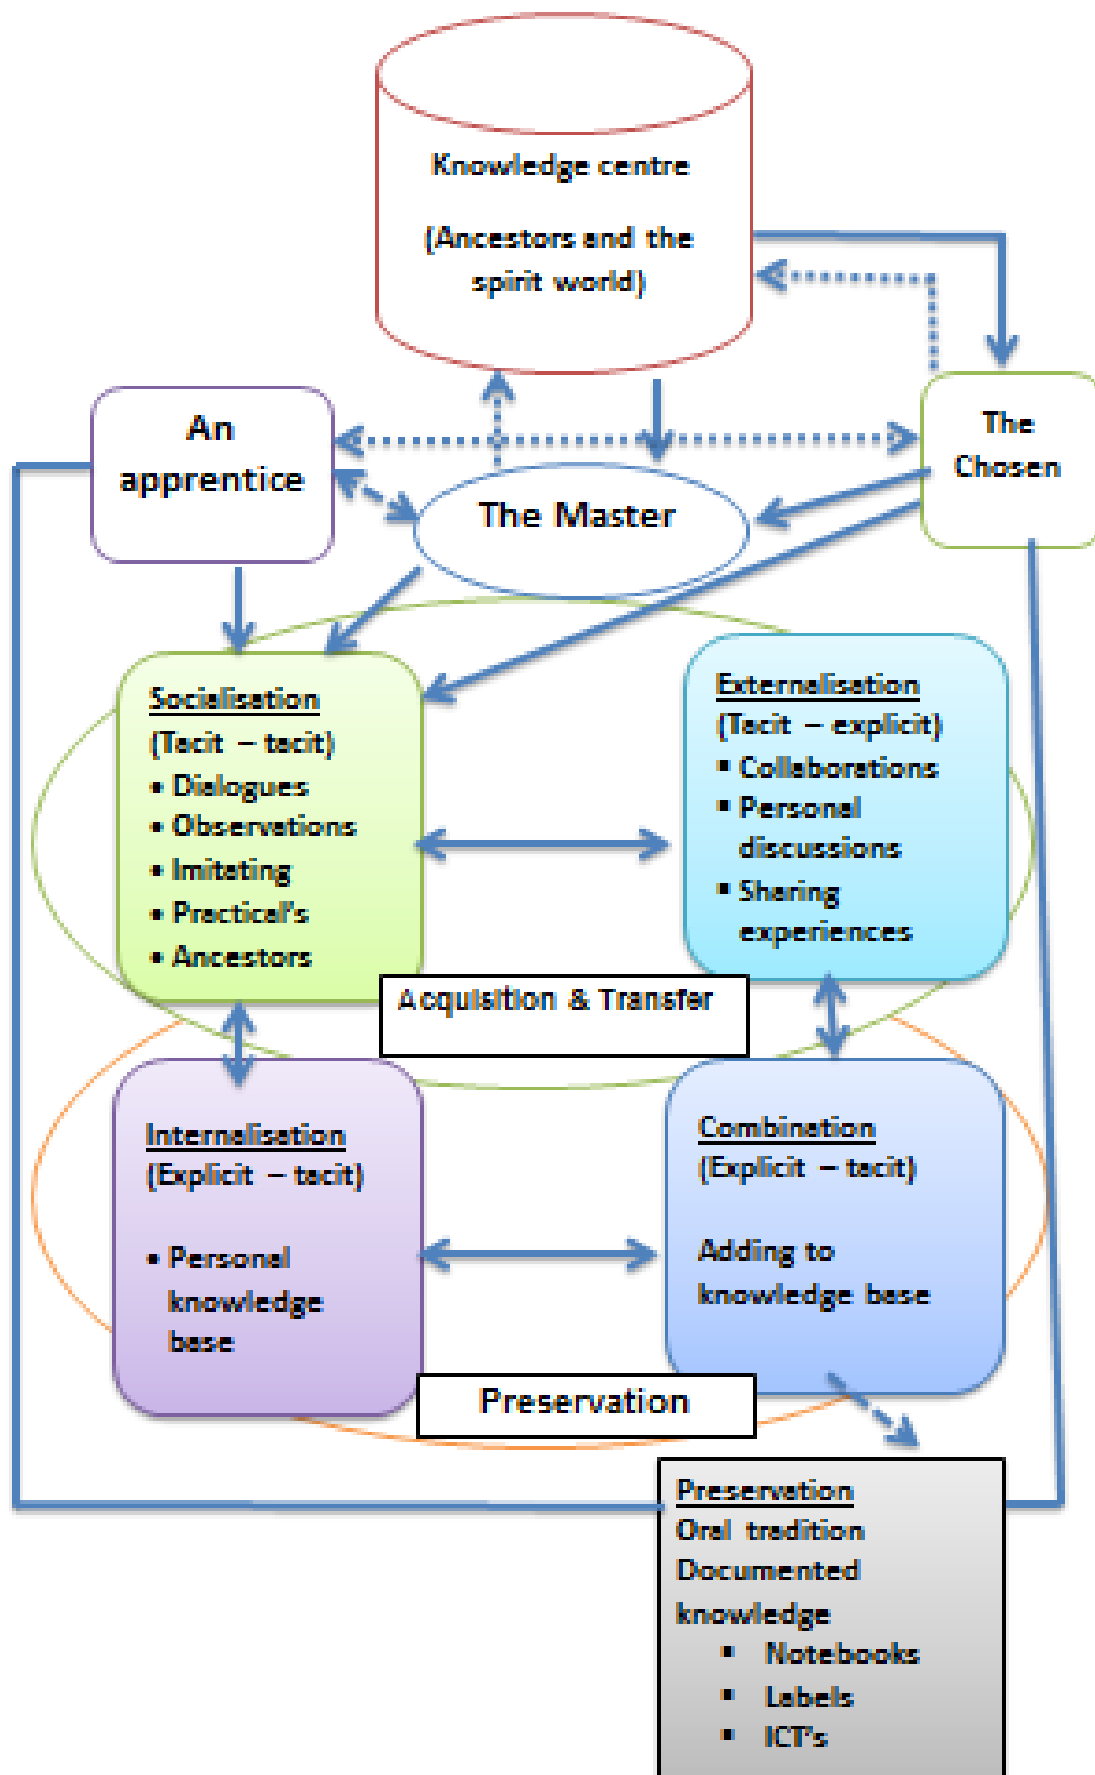 Knowledge centre
(Ancestors and the
spirit world)
An
apprentice
The Master
The
Chosen
Socialisation
(Tacit – tacit)
• Dialogues
• Observations
• Imitating
• Practical's
• Ancestors
Externalisation
(Tacit – explicit)
▪ Collaborations
▪ Personal
discussions
▪ Sharing
experiences
Acquisition & Transfer
Internalisation
(Explicit – tacit)
• Personal
knowledge
base
Combination
(Explicit – tacit)
Adding to
knowledge base
Preservation
Preservation
Oral tradition
Documented
knowledge
▪ Notebooks
▪ Labels
▪ ICT's